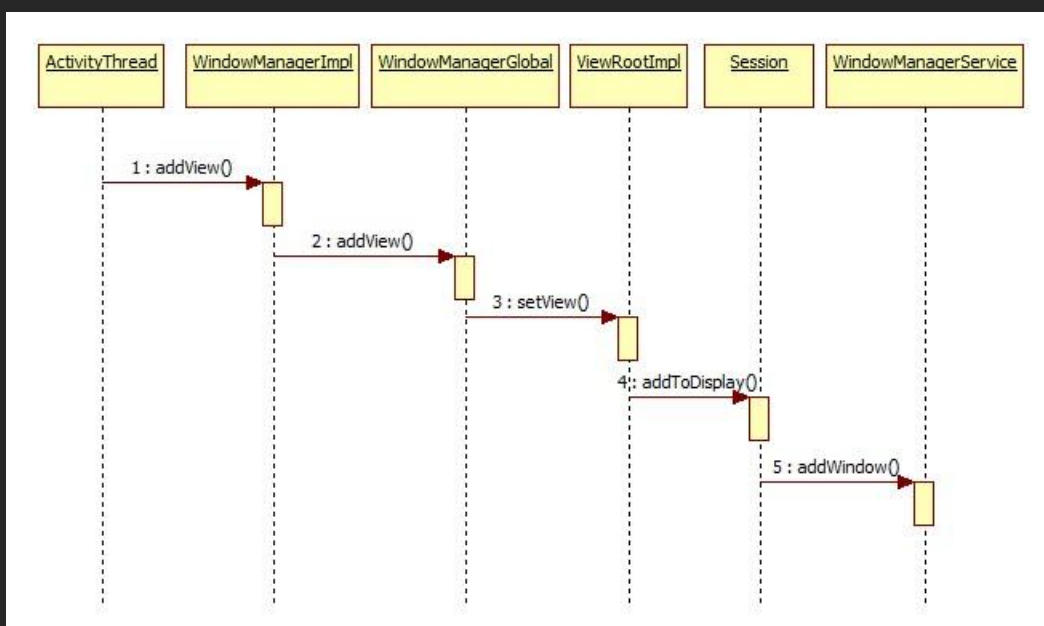 ActivityThread
WindowManagerImpl
WindowManagerGlobal
ViewRootImpl
Session
WindowManagerService
1 : addView()
2 : addView()
3 : setView()
4 : addToDisplay()
5 : addWindow()